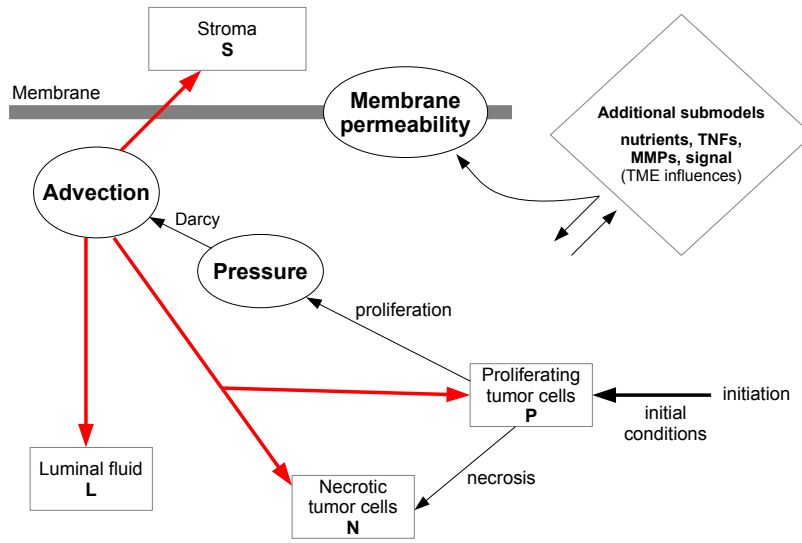 Stroma
S
Membrane
Membrane
permeability
Additional submodels
nutrients, TNFs,
MMPs, signal
(TME influences)
Advection
Darcy
Pressure
proliferation
Proliferating
tumor cells
P
initiation
initial
conditions
Luminal fluid
L
necrosis
Necrotic
tumor cells
N